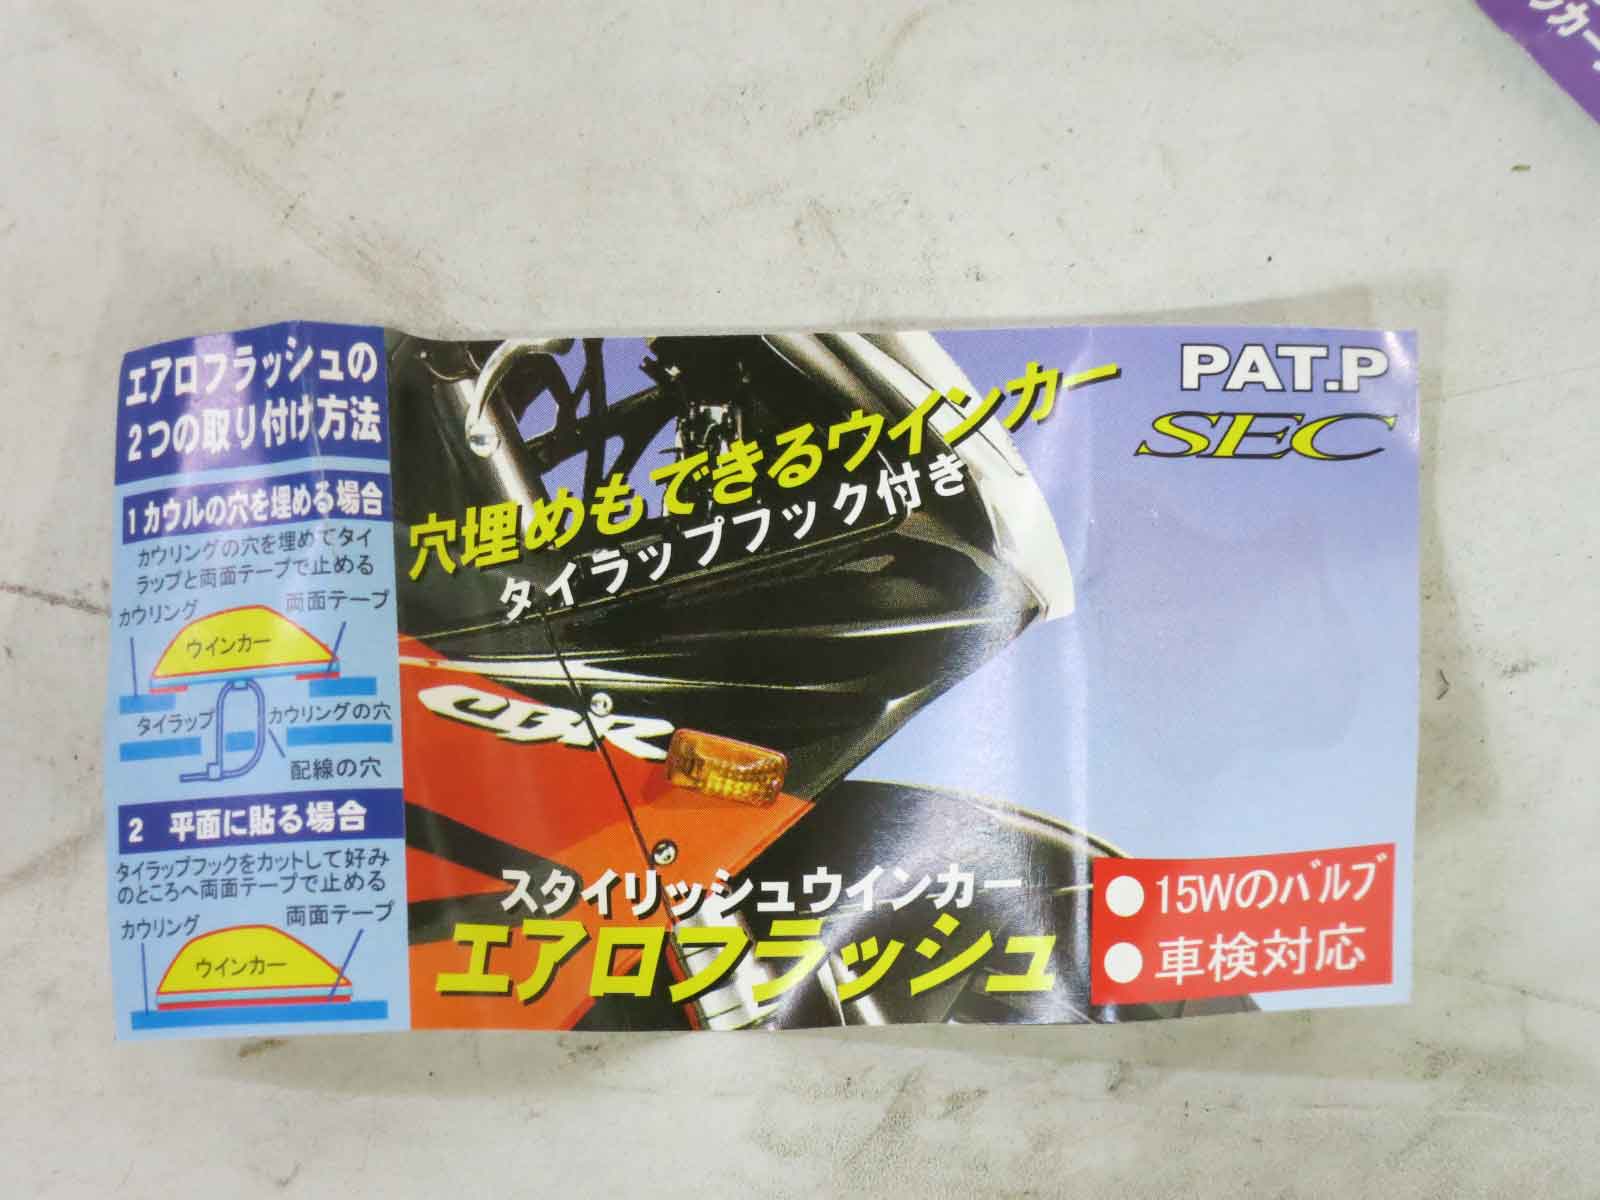 エアロフラッシュの
2つの取り付け方法
1 カウルの穴を埋める場合
カウリングの穴を埋めてタイ
ラップと両面テープで止める
カウリング
両面テープ
ウインカー
タイラップ
カウリングの穴
配線の穴
2 平面に貼る場合
タイラップフックをカットして好み
のところへ両面テープで止める
カウリング
両面テープ
ウインカー
穴埋めもできるウインカー
タイラップフック付き
CBR
スタイリッシュウインカー
エアロフラッシュ
PAT.P
SEC
●15Wのバルブ
●車検対応